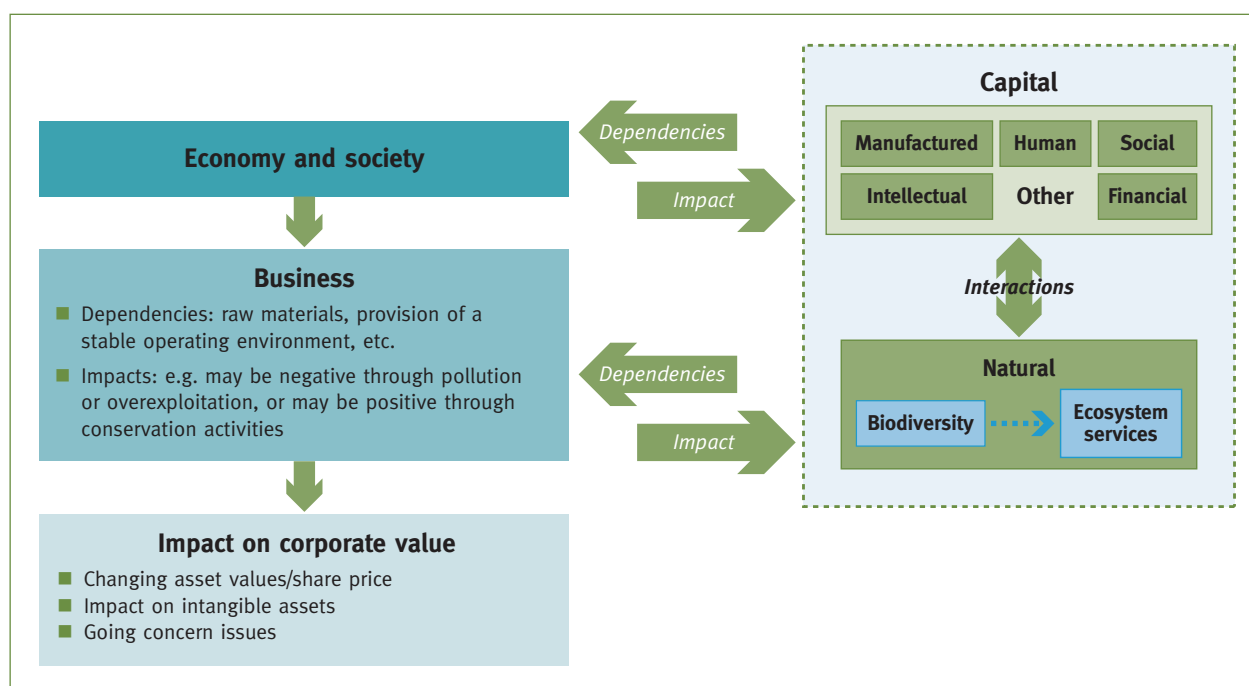 Economy and society
Business
■ Dependencies: raw materials, provision of a
stable operating environment, etc.
■ Impacts: e.g. may be negative through pollution
or overexploitation, or may be positive through
conservation activities
Impact on corporate value
■ Changing asset values/share price
■ Impact on intangible assets
■ Going concern issues
Dependencies
Impact
Dependencies
Impact
Capital
Manufactured
Human
Social
Intellectual
Other
Financial
Interactions
Natural
Biodiversity
Ecosystem
services